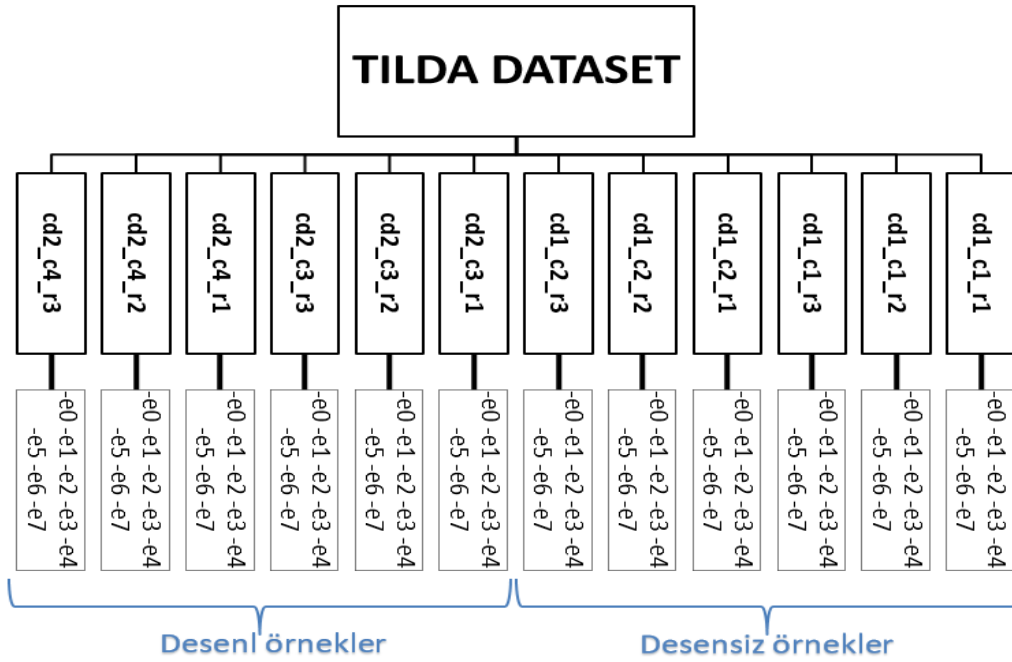 TILDA DATASET
cd2_c4_r3
cd2_c4_r2
cd2_c4_r1
cd2_c3_r3
cd2_c3_r2
cd2_c3_r1
cd1_c2_r3
cd1_c2_r2
cd1_c2_r1
cd1_c1_r3
cd1_c1_r2
cd1_c1_r1
-e0 -e1 -e2 -e3 -e4
-e5 -e6 -e7
-e0 -e1 -e2 -e3 -e4
-e5 -e6 -e7
-e0 -e1 -e2 -e3 -e4
-e5 -e6 -e7
-e0 -e1 -e2 -e3 -e4
-e5 -e6 -e7
-e0 -e1 -e2 -e3 -e4
-e5 -e6 -e7
-e0 -e1 -e2 -e3 -e4
-e5 -e6 -e7
-e0 -e1 -e2 -e3 -e4
-e5 -e6 -e7
-e0 -e1 -e2 -e3 -e4
-e5 -e6 -e7
-e0 -e1 -e2 -e3 -e4
-e5 -e6 -e7
-e0 -e1 -e2 -e3 -e4
-e5 -e6 -e7
-e0 -e1 -e2 -e3 -e4
-e5 -e6 -e7
-e0 -e1 -e2 -e3 -e4
-e5 -e6 -e7
Desenl örnekler
Desensiz örnekler